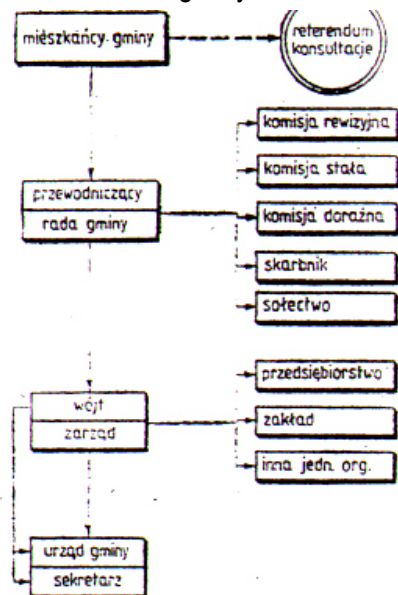 mieszkańcy gminy
referendum
konsultacje
komisja rewizyjna
komisja stała
przewodniczący
rada gminy
komisja doraźna
skarbnik
sołectwo
przedsiębiorstwo
wójt
zarząd
zakład
inna jedn. org.
urząd gminy
sekretarz